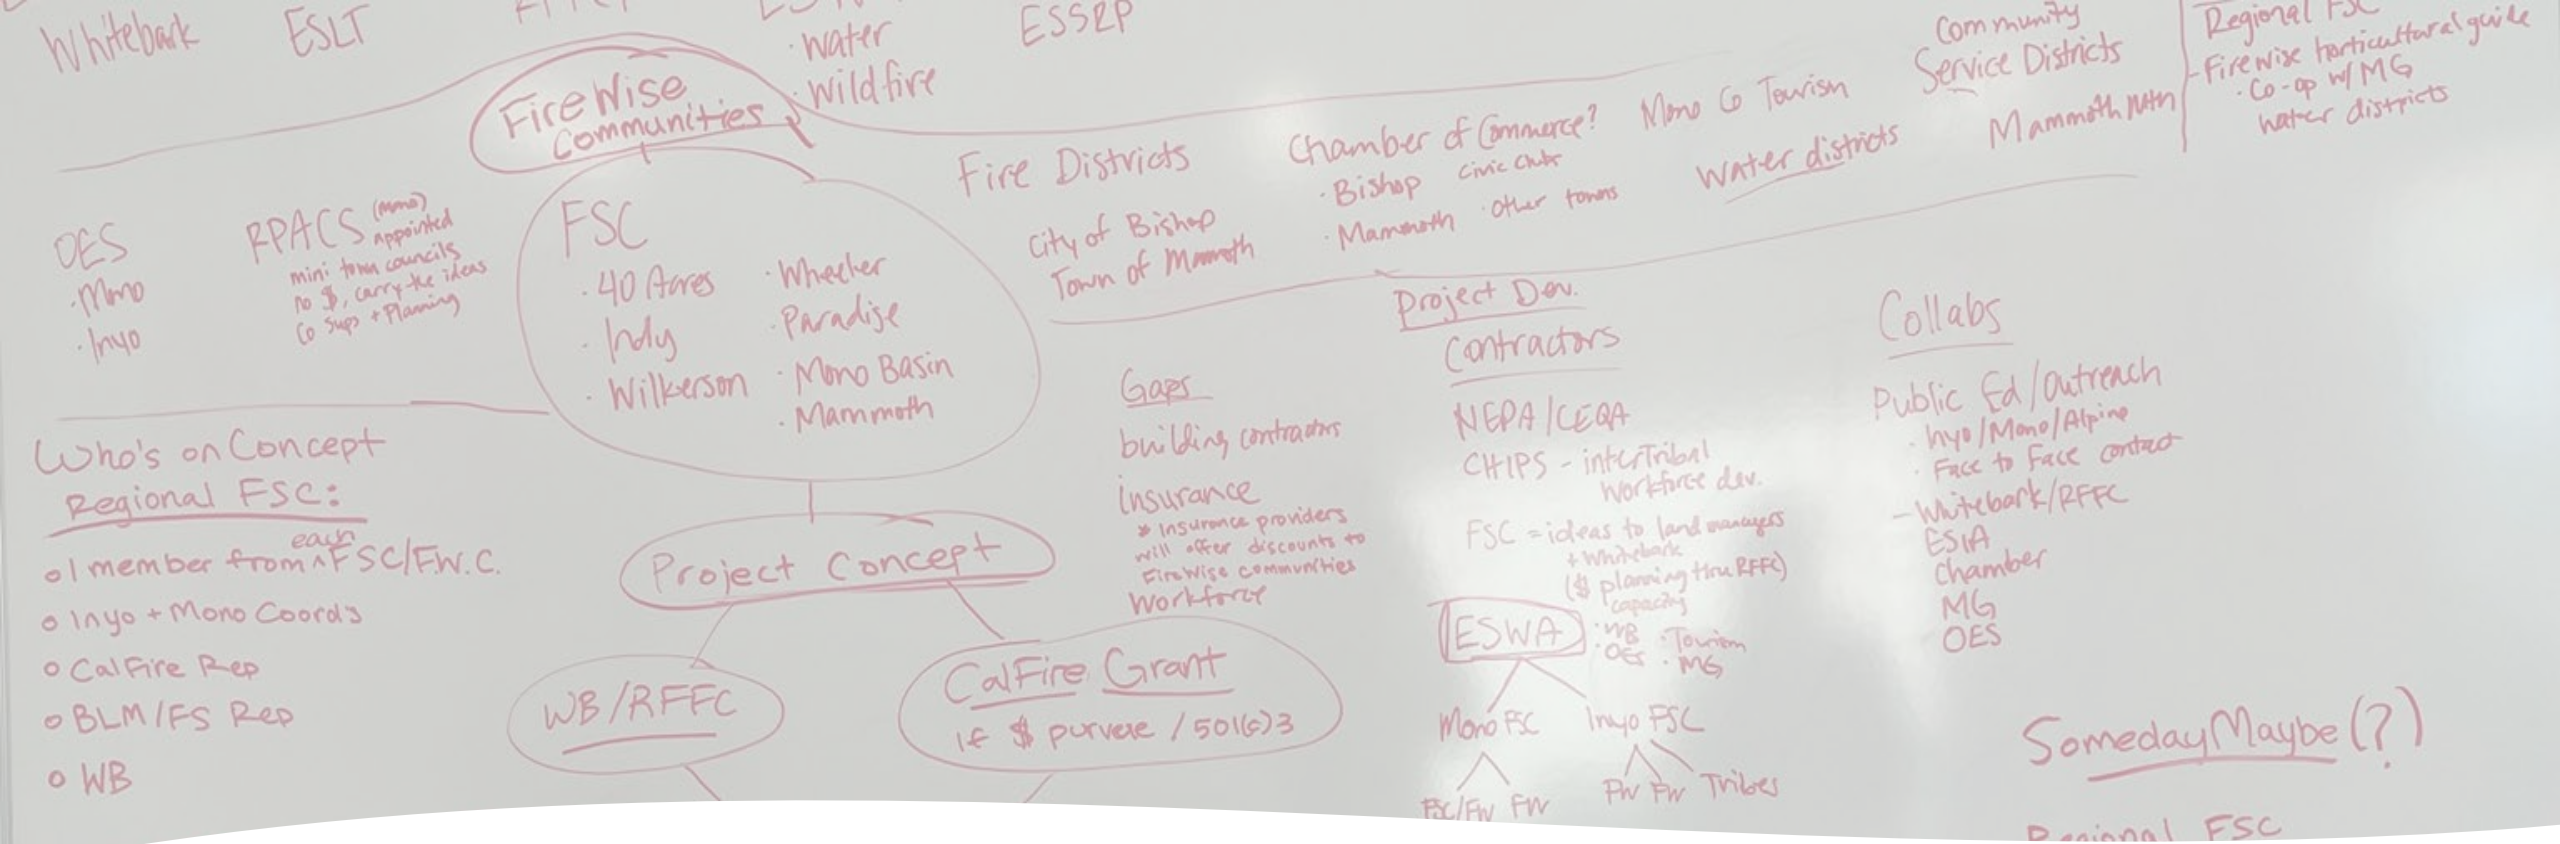 Whitebark
ESLT
· water
· wildfire
ESSRP
Community
Service Districts
Regional FSC
- Firewise horticultural guide
· Co-op w/MG
water districts
FireWise
Communities
Fire Districts
City of Bishop
Town of Mammoth
Chamber of Commerce?
· Bishop
Civic Clubs
· Mammoth
· Other towns
Mono Co Tourism
Water districts
Mammoth Mtn
OES
· Mono
· Inyo
RPACS (mono)
appointed
mini town councils
no $, carry the ideas
Co Sups + Planning
FSC
· 40 Acres
· Indy
· Wilkerson
· Wheeler
· Paradise
· Mono Basin
· Mammoth
Who's on Concept
Regional FSC:
o 1 member from ^each FSC/F.W.C.
o Inyo + Mono Coords
o CalFire Rep
o BLM/FS Rep
o WB
Project Concept
WB/RFFC
CalFire Grant
if $ purvere / 501(c)3
Gaps
building contractors
insurance
* Insurance providers
will offer discounts to
FireWise communities
Workforce
Project Dev.
Contractors
NEPA/CEQA
CHIPS - interTribal
Workforce dev.
FSC = ideas to land managers
+ Whitebark
($ planning thru RFFC)
capacity
ESWA
· WB
· OES
· Tourism
· MG
Mono FSC
Inyo FSC
FSC/FW
FW
FW
FW
Tribes
Collabs
Public Ed/Outreach
· Inyo/Mono/Alpine
· Face to Face contact
- Whitebark/RFFC
ESIA
Chamber
MG
OES
Someday Maybe (?)
Regional FSC